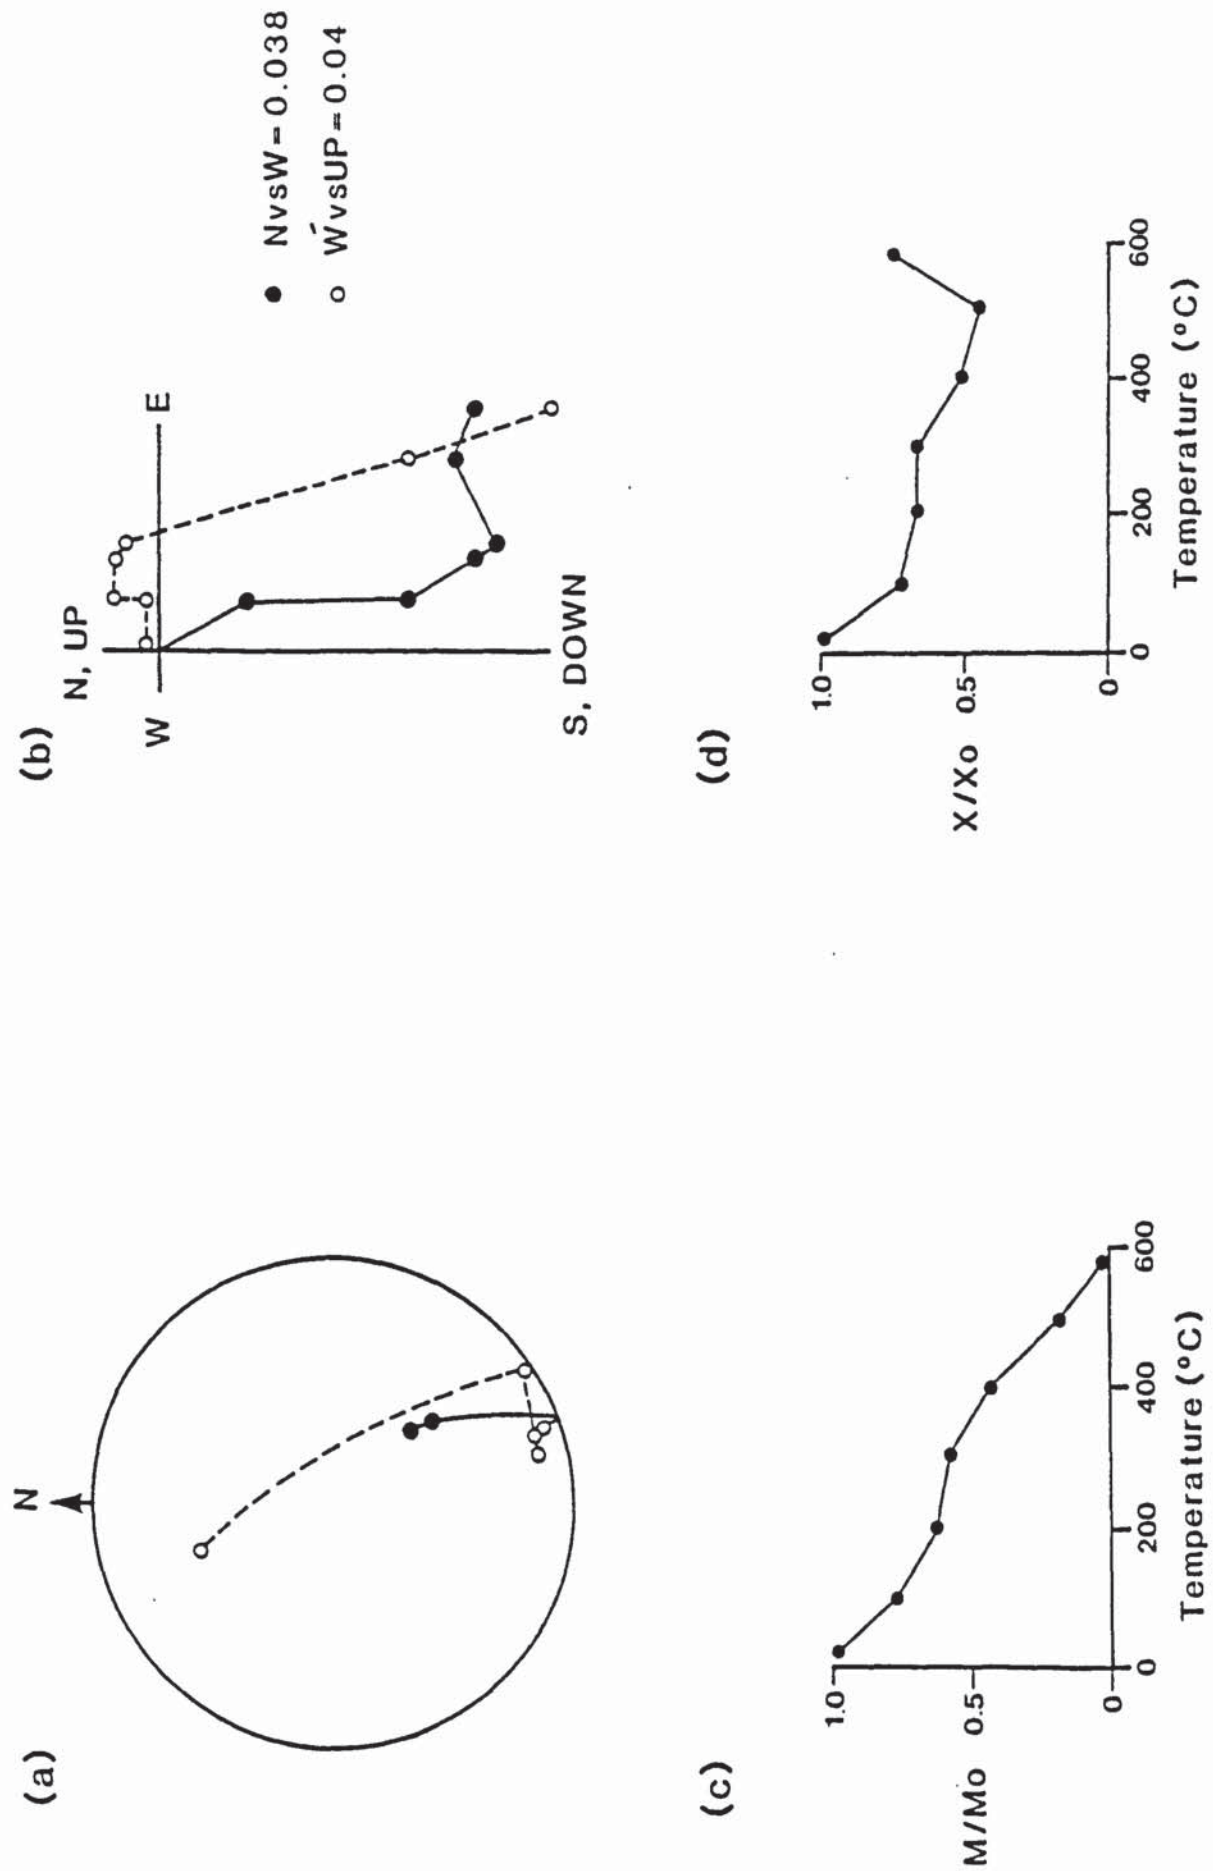 (a)
N
(b)
N, UP
W
E
S, DOWN
● NvsW=0.038
○ ẂvsUP=0.04
(c)
M/Mo
1.0
0.5
0
0
200
400
600
Temperature (°C)
(d)
X/Xo
1.0
0.5
0
0
200
400
600
Temperature (°C)